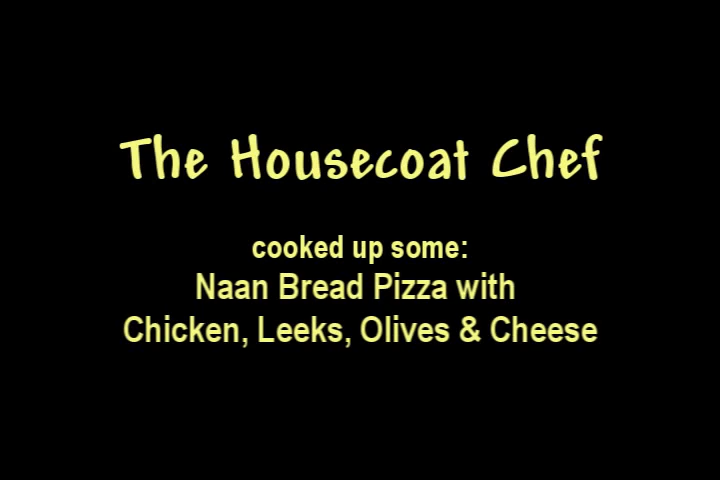 The Housecoat Chef
cooked up some:
Naan Bread Pizza with
Chicken, Leeks, Olives & Cheese